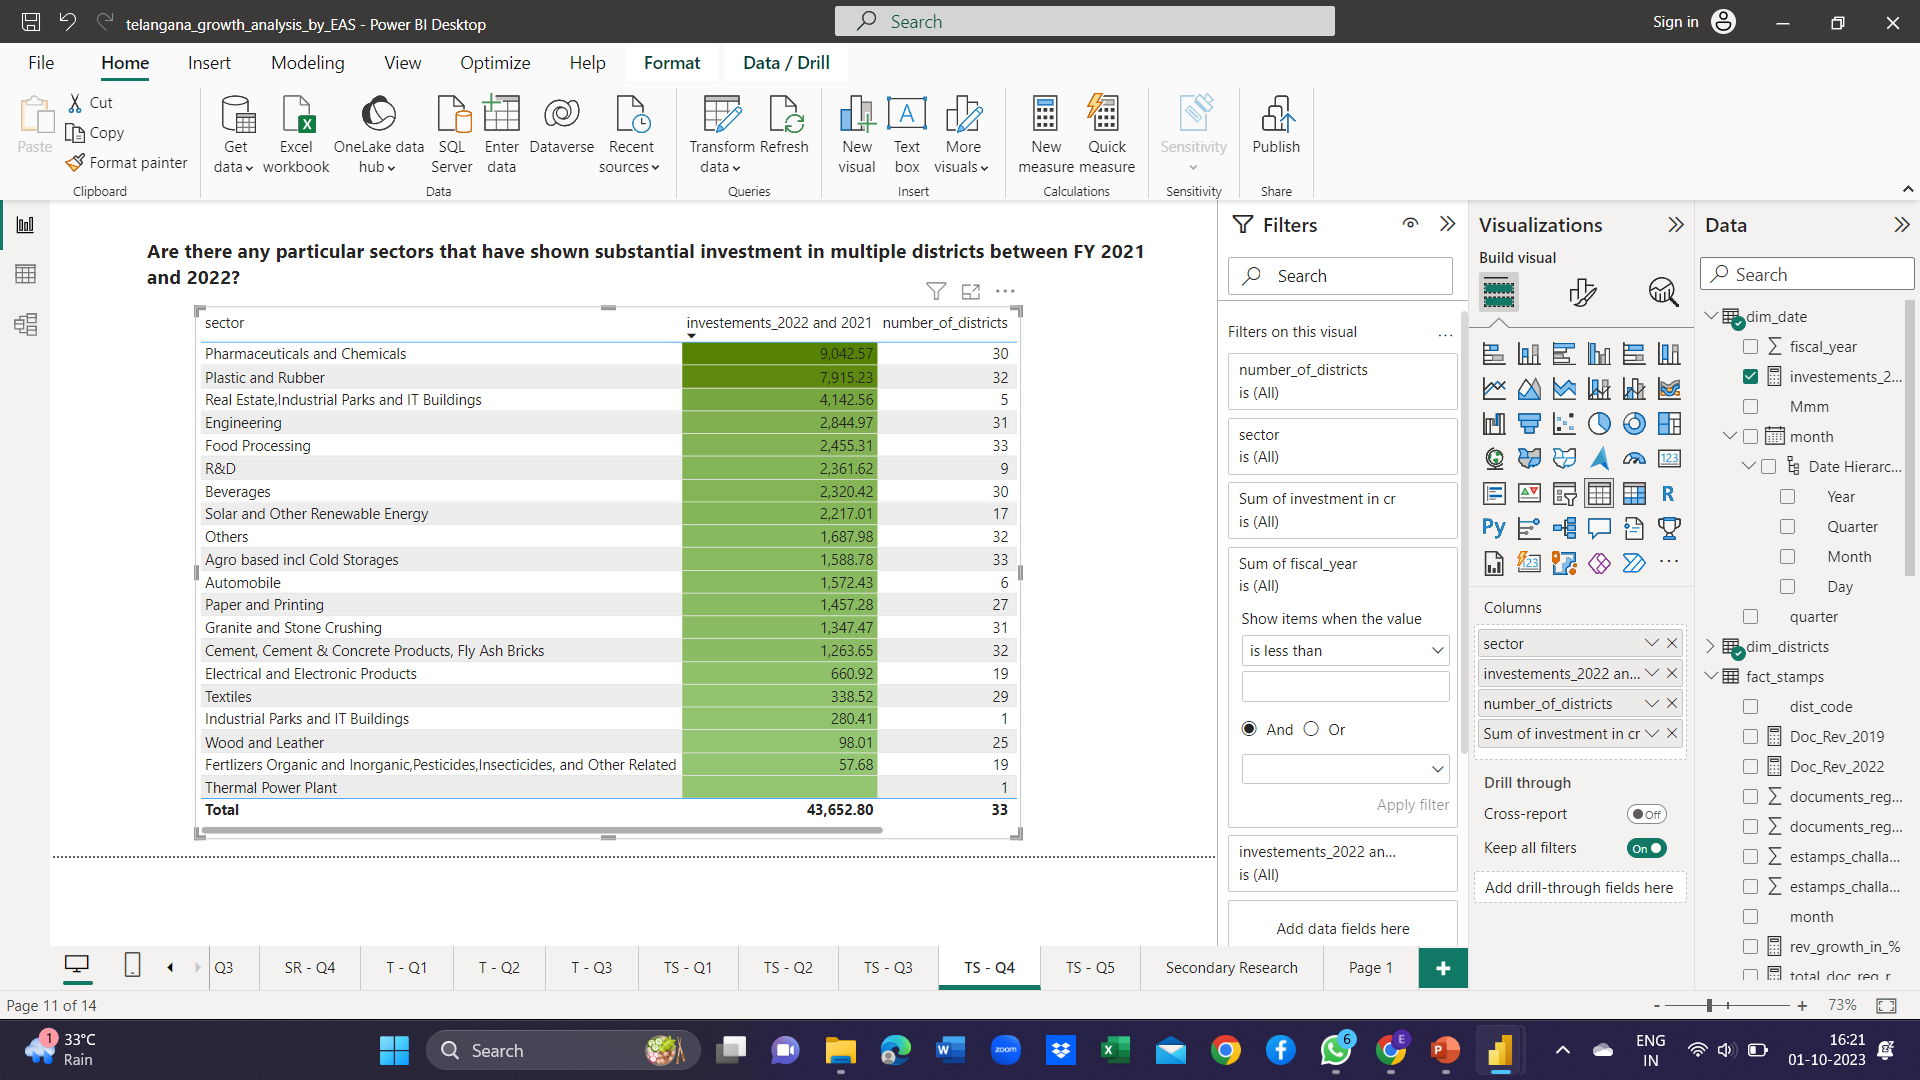 telangana_growth_analysis_by_EAS - Power BI Desktop
Search
Sign in
File
Home
Insert
Modeling
View
Optimize
Help
Format
Data / Drill
Paste
Cut
Copy
Format painter
Clipboard
Get data
Excel workbook
OneLake data hub
SQL Server
Enter data
Dataverse
Recent sources
Data
Transform data
Refresh
Queries
New visual
Text box
More visuals
Insert
New measure
Quick measure
Calculations
Sensitivity
Sensitivity
Publish
Share
Are there any particular sectors that have shown substantial investment in multiple districts between FY 2021
and 2022?
sector investements_2022 and 2021 number_of_districts
Pharmaceuticals and Chemicals 9,042.57 30
Plastic and Rubber 7,915.23 32
Real Estate,Industrial Parks and IT Buildings 4,142.56 5
Engineering 2,844.97 31
Food Processing 2,455.31 33
R&D 2,361.62 9
Beverages 2,320.42 30
Solar and Other Renewable Energy 2,217.01 17
Others 1,687.98 32
Agro based incl Cold Storages 1,588.78 33
Automobile 1,572.43 6
Paper and Printing 1,457.28 27
Granite and Stone Crushing 1,347.47 31
Cement, Cement & Concrete Products, Fly Ash Bricks 1,263.65 32
Electrical and Electronic Products 660.92 19
Textiles 338.52 29
Industrial Parks and IT Buildings 280.41 1
Wood and Leather 98.01 25
Fertlizers Organic and Inorganic,Pesticides,Insecticides, and Other Related 57.68 19
Thermal Power Plant 1
Total 43,652.80 33
Filters
Search
Filters on this visual
number_of_districts
is (All)
sector
is (All)
Sum of investment in cr
is (All)
Sum of fiscal_year
is (All)
Show items when the value
is less than
And Or
Apply filter
investements_2022 an...
is (All)
Add data fields here
Visualizations
Build visual
123
R
Py
123
Columns
sector
investements_2022 an...
number_of_districts
Sum of investment in cr
Drill through
Cross-report Off
Keep all filters On
Add drill-through fields here
Data
Search
dim_date
fiscal_year
investements_2...
Mmm
month
Date Hierarc...
Year
Quarter
Month
Day
quarter
dim_districts
fact_stamps
dist_code
Doc_Rev_2019
Doc_Rev_2022
documents_reg...
documents_reg...
estamps_challa...
estamps_challa...
month
rev_growth_in_%
Q3
SR - Q4
T - Q1
T - Q2
T - Q3
TS - Q1
TS - Q2
TS - Q3
TS - Q4
TS - Q5
Secondary Research
Page 1
+
Page 11 of 14
- + 73%
1
33°C
Rain
Search
zoom
6
E
ENG
IN
16:21
01-10-2023